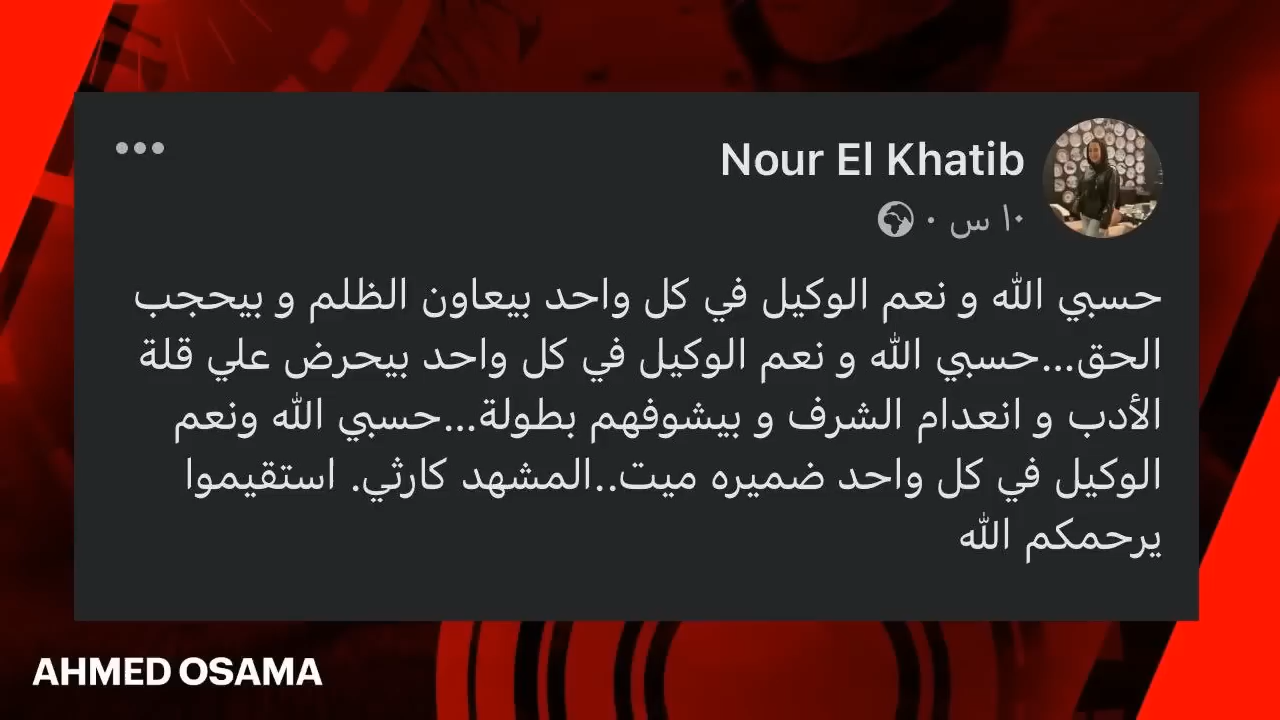 Nour El Khatib
١٠ س ·
حسبي الله و نعم الوكيل في كل واحد بيعاون الظلم و بيحجب
الحق...حسبي الله و نعم الوكيل في كل واحد بيحرض علي قلة
الأدب و انعدام الشرف و بيشوفهم بطولة...حسبي الله ونعم
الوكيل في كل واحد ضميره ميت..المشهد كارثي. استقيموا
يرحمكم الله
AHMED OSAMA